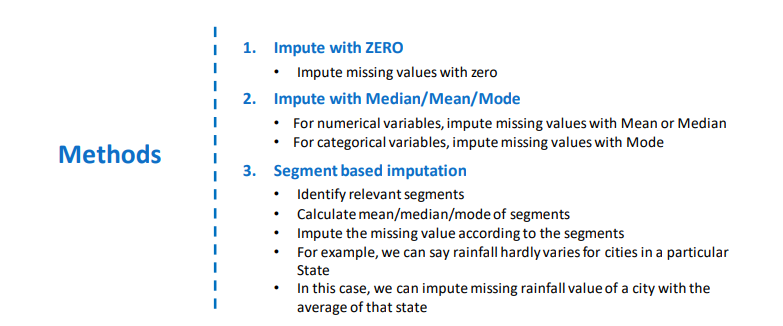 Methods
1. Impute with ZERO
• Impute missing values with zero
2. Impute with Median/Mean/Mode
• For numerical variables, impute missing values with Mean or Median
• For categorical variables, impute missing values with Mode
3. Segment based imputation
• Identify relevant segments
• Calculate mean/median/mode of segments
• Impute the missing value according to the segments
• For example, we can say rainfall hardly varies for cities in a particular
State
• In this case, we can impute missing rainfall value of a city with the
average of that state